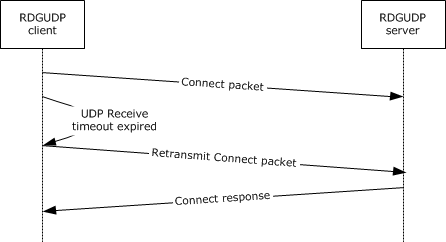 RDGUDP
client
RDGUDP
server
Connect packet
UDP Receive
timeout expired
Retransmit Connect packet
Connect response